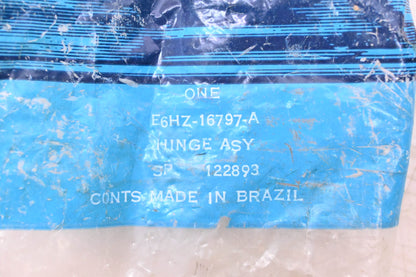 ONE
E6HZ-16797-A
HINGE ASY
SP 122893
CONTS MADE IN BRAZIL